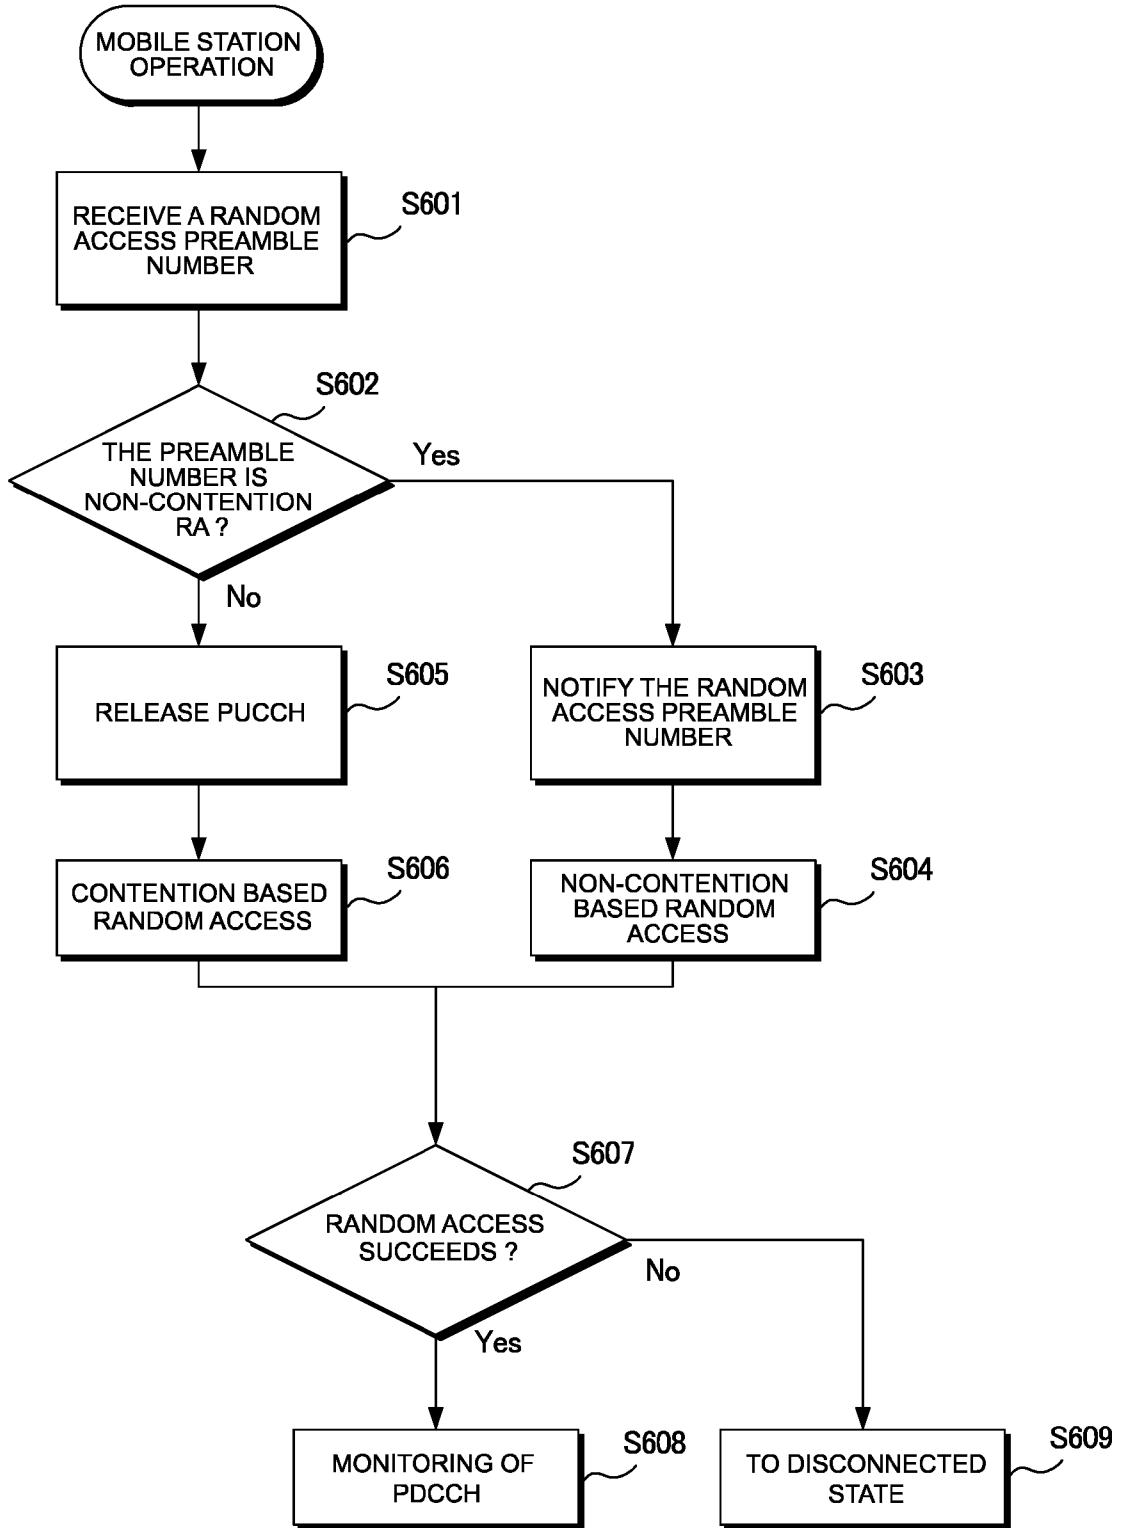 MOBILE STATION
OPERATION
RECEIVE A RANDOM
ACCESS PREAMBLE
NUMBER
S601
S602
THE PREAMBLE
NUMBER IS
NON-CONTENTION
RA ?
Yes
No
RELEASE PUCCH
S605
NOTIFY THE RANDOM
ACCESS PREAMBLE
NUMBER
S603
CONTENTION BASED
RANDOM ACCESS
S606
NON-CONTENTION
BASED RANDOM
ACCESS
S604
S607
RANDOM ACCESS
SUCCEEDS ?
No
Yes
MONITORING OF
PDCCH
S608
TO DISCONNECTED
STATE
S609